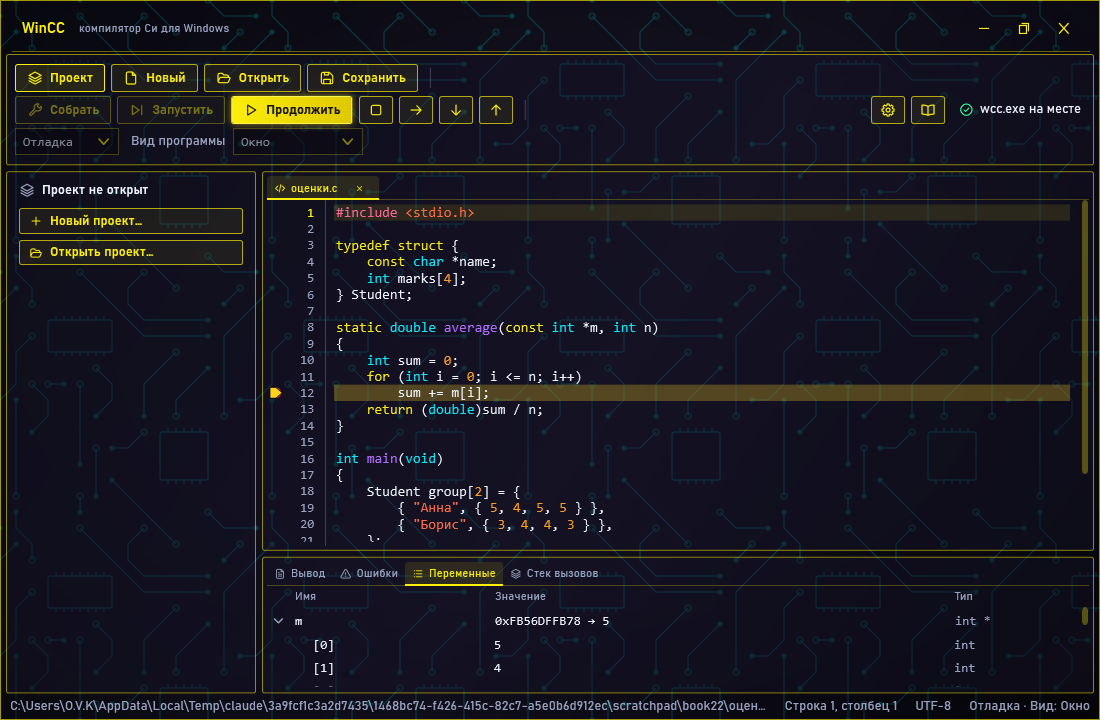 WinCC компилятор Си для Windows
Проект Новый Открыть Сохранить
Собрать Запустить Продолжить wcc.exe на месте
Отладка Вид программы Окно
Проект не открыт
Новый проект…
Открыть проект…
оценки.c
1 #include <stdio.h>
2
3 typedef struct {
4 const char *name;
5 int marks[4];
6 } Student;
7
8 static double average(const int *m, int n)
9 {
10 int sum = 0;
11 for (int i = 0; i <= n; i++)
12 sum += m[i];
13 return (double)sum / n;
14 }
15
16 int main(void)
17 {
18 Student group[2] = {
19 { "Анна", { 5, 4, 5, 5 } },
20 { "Борис", { 3, 4, 4, 3 } },
21 };
Вывод Ошибки Переменные Стек вызовов
Имя Значение Тип
m 0xFB56DFFB78 → 5 int *
[0] 5 int
[1] 4 int
C:\Users\O.V.K\AppData\Local\Temp\claude\3a9fcf1c3a2d7435\1468bc74-f426-415c-82c7-a5e0b6d912ec\scratchpad\book22\оцен… Строка 1, столбец 1 UTF-8 Отладка · Вид: Окно